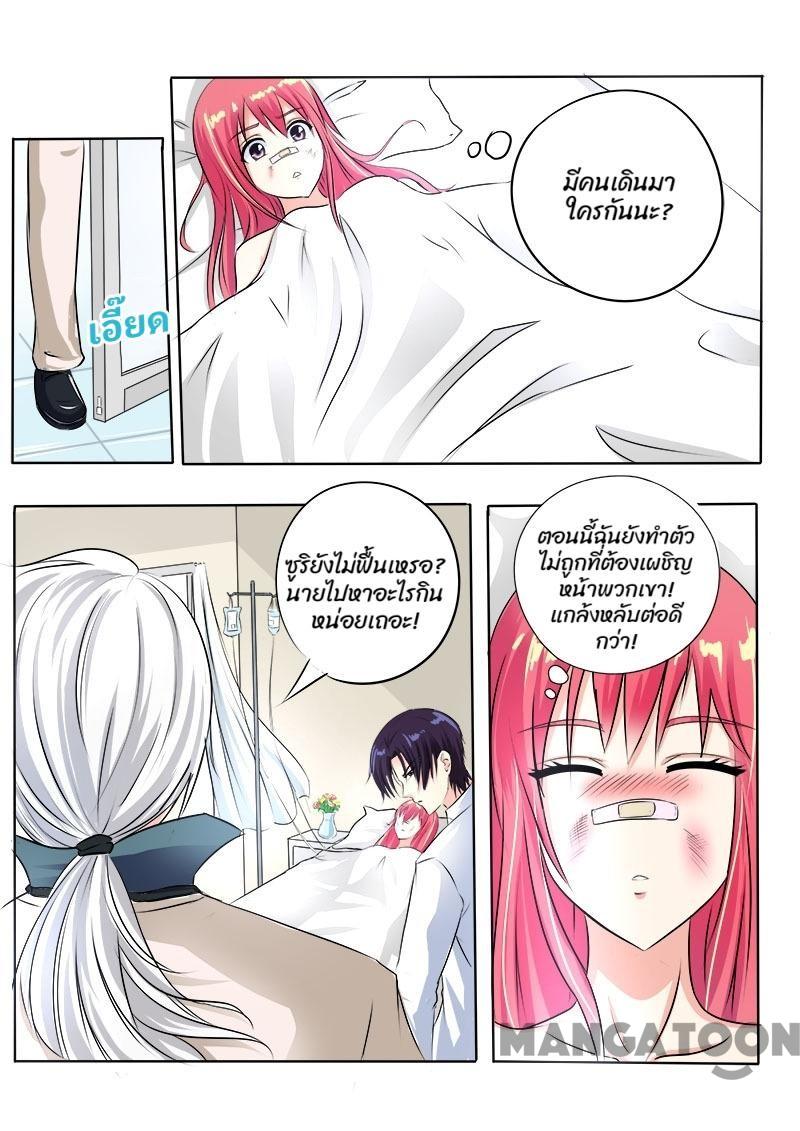 เอี๊ยด
มีคนเดินมา
ใครกันนะ?
ซูริยังไม่ฟื้นเหรอ?
นายไปหาอะไรกิน
หน่อยเถอะ!
ตอนนี้ฉันยังทำตัว
ไม่ถูกที่ต้องเผชิญ
หน้าพวกเขา!
แกล้งหลับต่อดี
กว่า!
MANGATOON